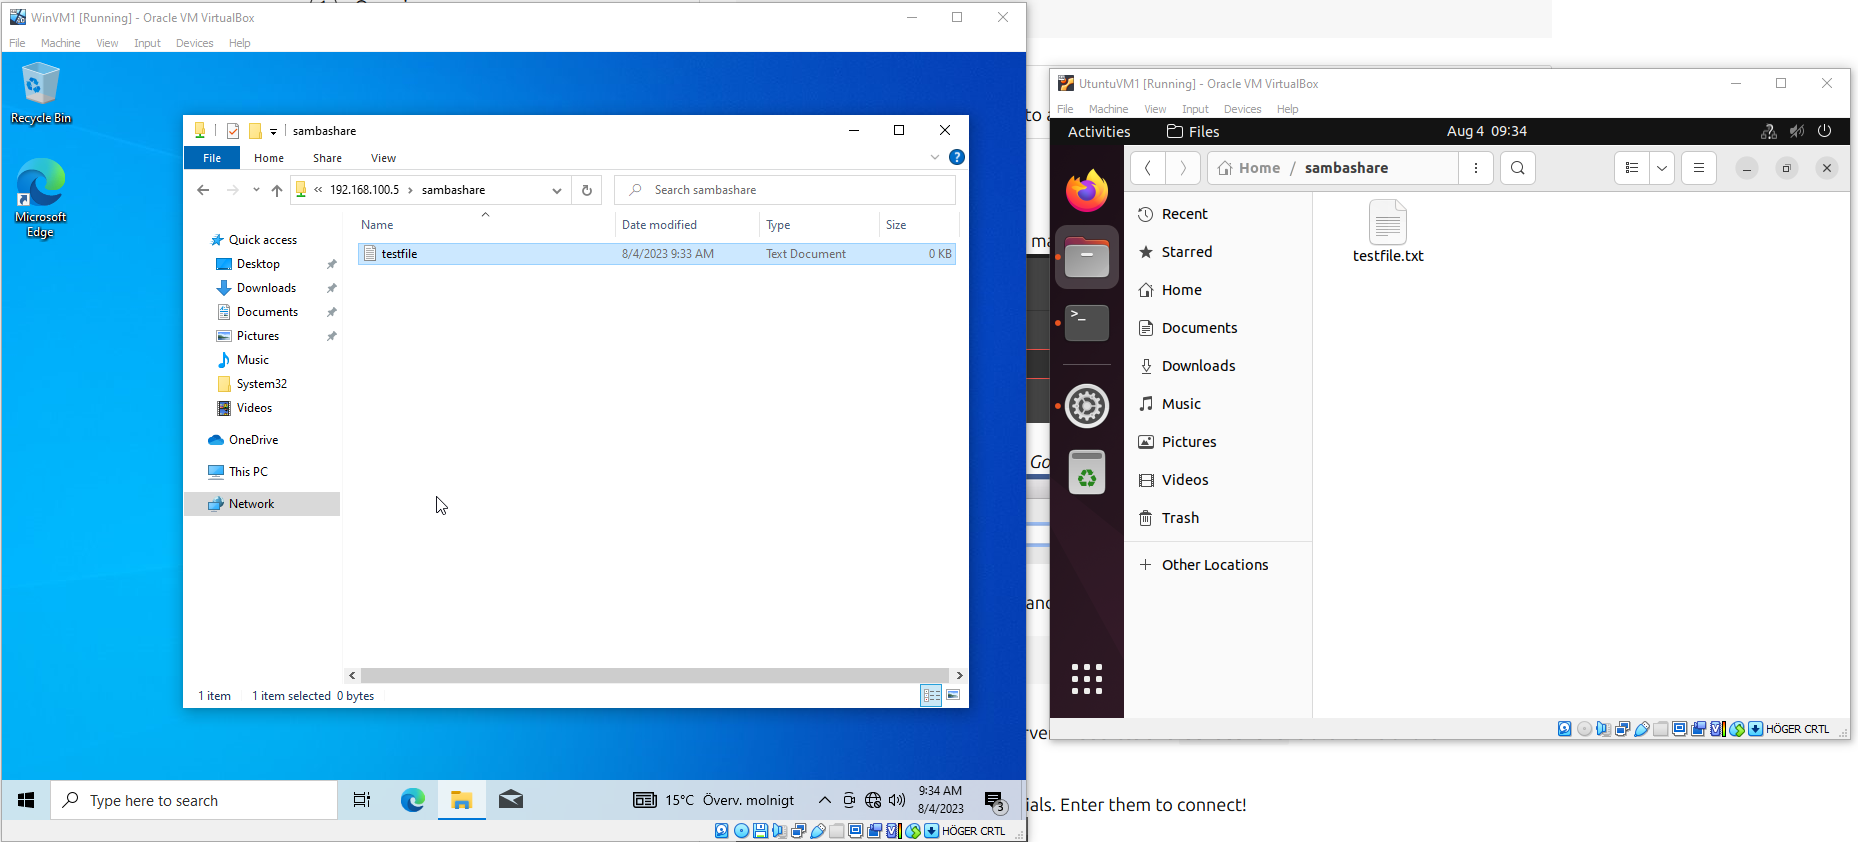 WinVM1 [Running] - Oracle VM VirtualBox
File Machine View Input Devices Help
Recycle Bin
Microsoft
Edge
sambashare
File Home Share View
192.168.100.5 sambashare
Search sambashare
Name Date modified Type Size
testfile 8/4/2023 9:33 AM Text Document 0 KB
Quick access
Desktop
Downloads
Documents
Pictures
Music
System32
Videos
OneDrive
This PC
Network
1 item 1 item selected 0 bytes
Type here to search
15°C Överv. molnigt
9:34 AM
8/4/2023
3
HÖGER CRTL
to
ma
Go
and
ials. Enter them to connect!
UtuntuVM1 [Running] - Oracle VM VirtualBox
File Machine View Input Devices Help
Activities Files Aug 4 09:34
Home / sambashare
Recent
Starred
Home
Documents
Downloads
Music
Pictures
Videos
Trash
Other Locations
testfile.txt
HÖGER CRTL